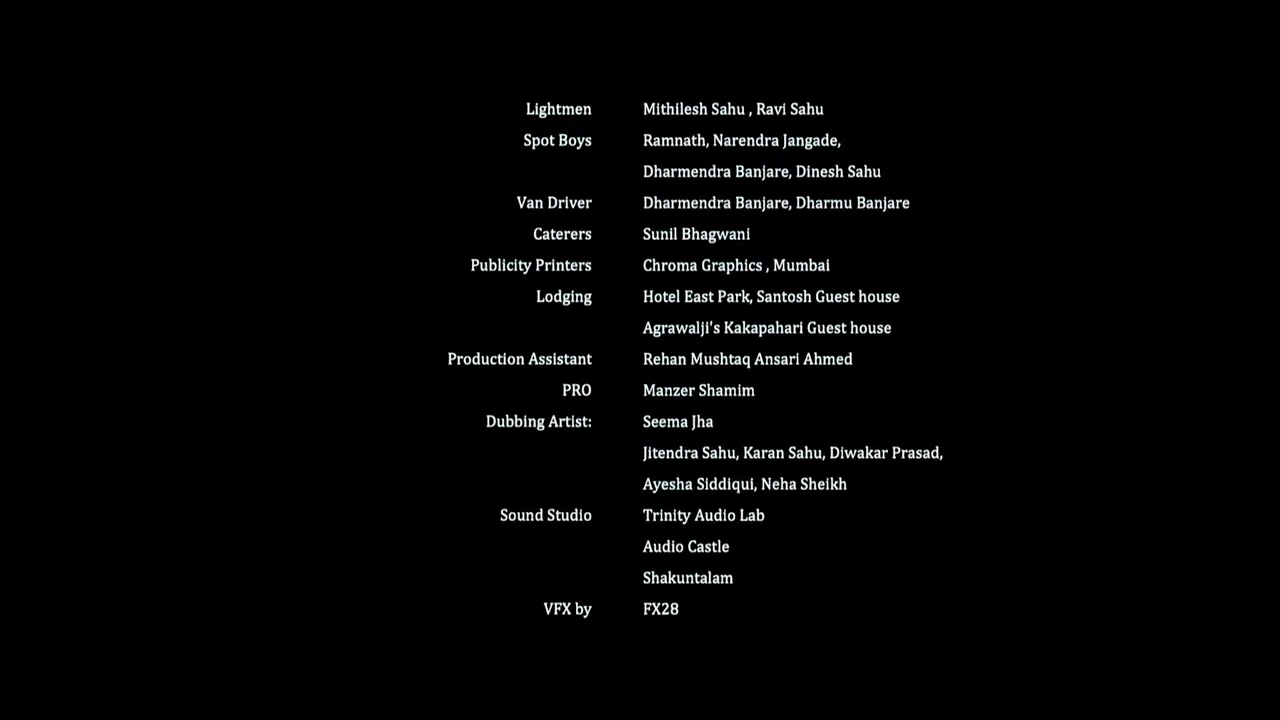 Lightmen Mithilesh Sahu , Ravi Sahu
Spot Boys Ramnath, Narendra Jangade,
Dharmendra Banjare, Dinesh Sahu
Van Driver Dharmendra Banjare, Dharmu Banjare
Caterers Sunil Bhagwani
Publicity Printers Chroma Graphics , Mumbai
Lodging Hotel East Park, Santosh Guest house
Agrawalji's Kakapahari Guest house
Production Assistant Rehan Mushtaq Ansari Ahmed
PRO Manzer Shamim
Dubbing Artist: Seema Jha
Jitendra Sahu, Karan Sahu, Diwakar Prasad,
Ayesha Siddiqui, Neha Sheikh
Sound Studio Trinity Audio Lab
Audio Castle
Shakuntalam
VFX by FX28